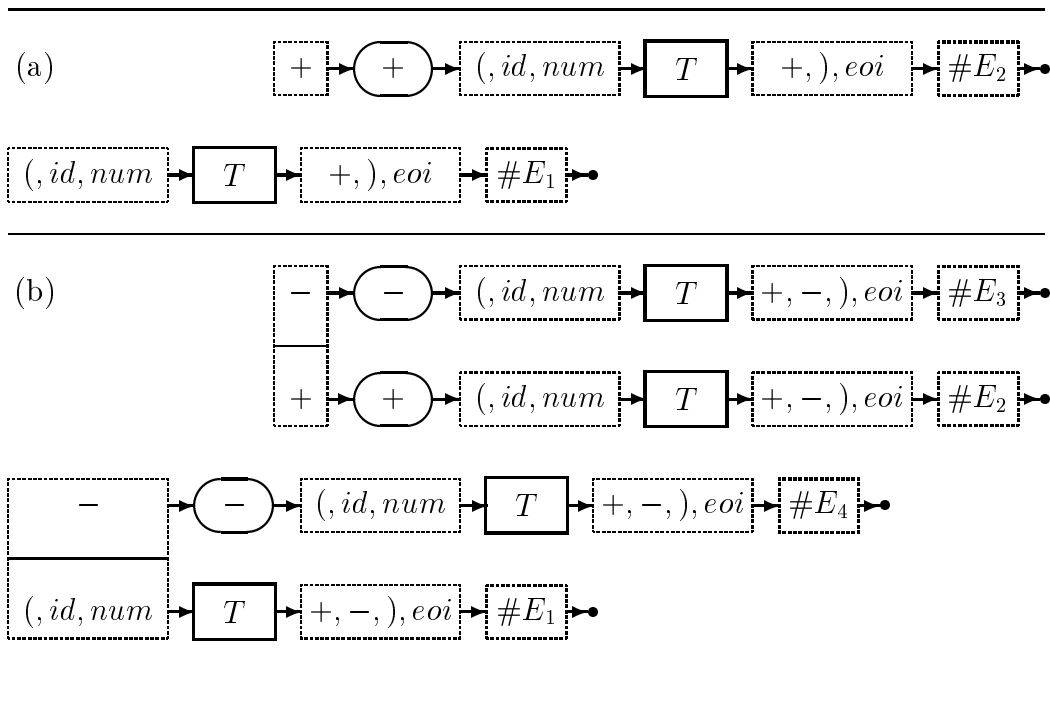 (a) + + (, id, num T +, ), eoi #E₂
(, id, num T +, ), eoi #E₁
(b) − − (, id, num T +, −, ), eoi #E₃
+ + (, id, num T +, −, ), eoi #E₂
− − (, id, num T +, −, ), eoi #E₄
(, id, num T +, −, ), eoi #E₁